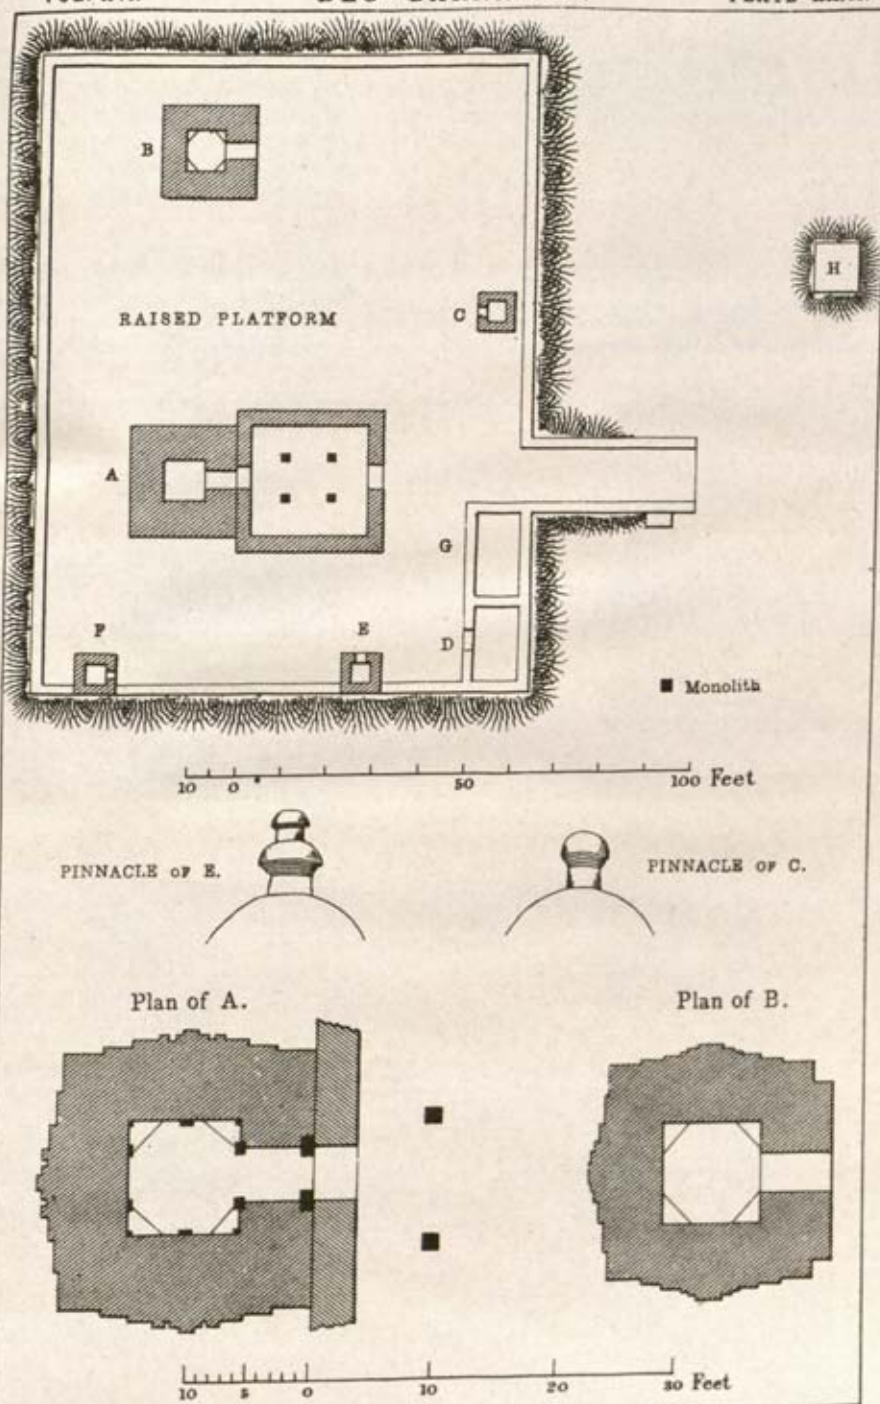 B
H
RAISED PLATFORM
C
A
G
F
E
D
Monolith
10 0 50 100 Feet
PINNACLE OF E.
PINNACLE OF C.
Plan of A.
Plan of B.
10 5 0 10 20 30 Feet